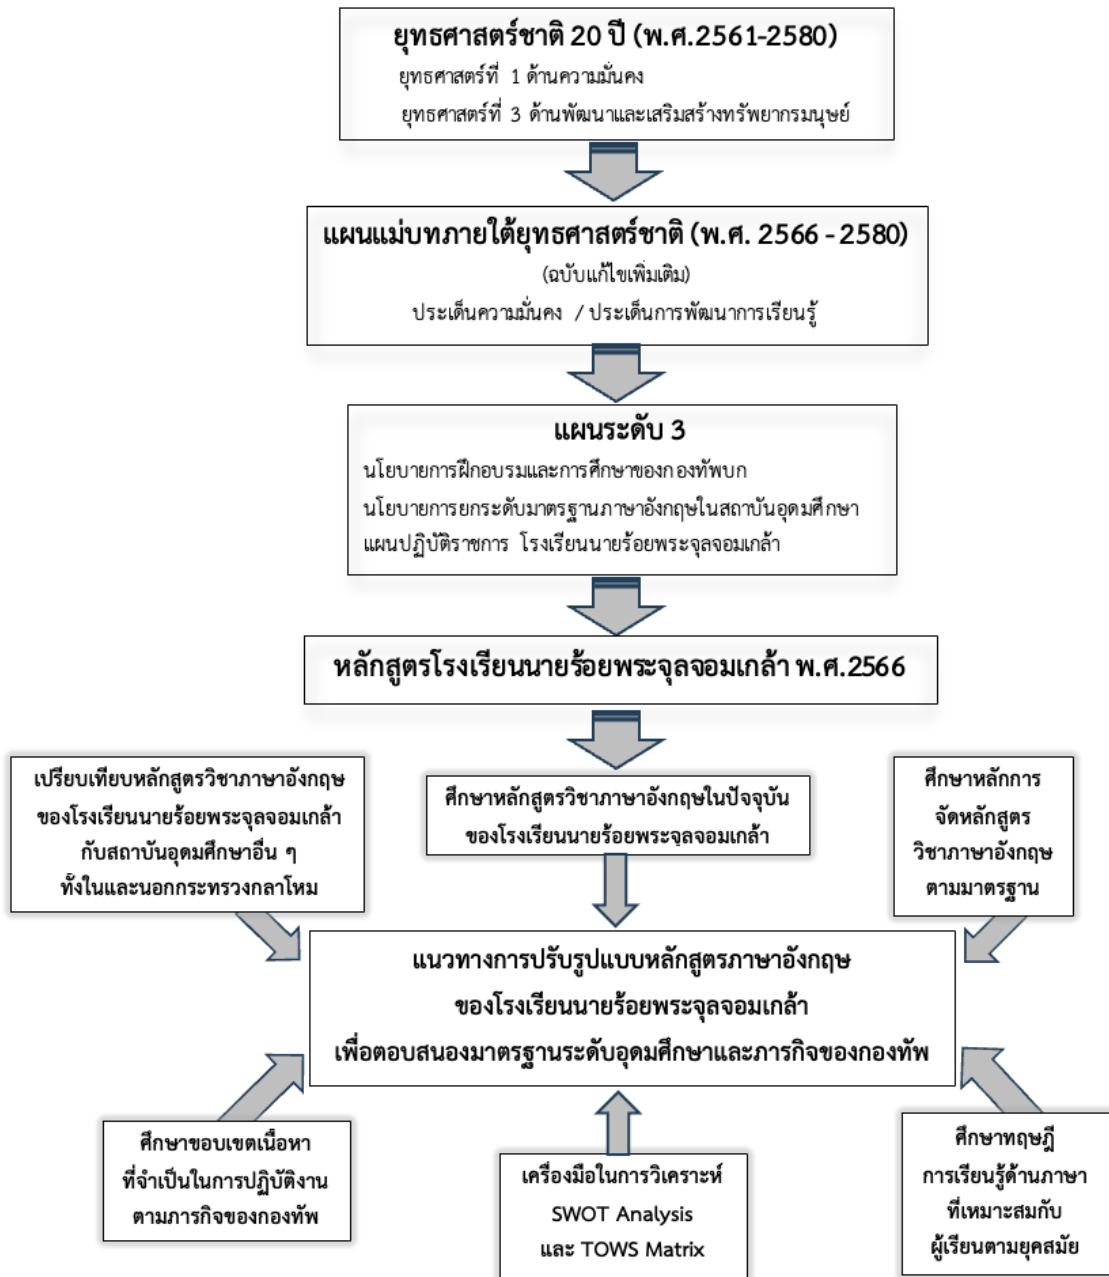 ยุทธศาสตร์ชาติ 20 ปี (พ.ศ.2561-2580)
ยุทธศาสตร์ที่ 1 ด้านความมั่นคง
ยุทธศาสตร์ที่ 3 ด้านพัฒนาและเสริมสร้างทรัพยากรมนุษย์
แผนแม่บทภายใต้ยุทธศาสตร์ชาติ (พ.ศ. 2566 - 2580)
(ฉบับแก้ไขเพิ่มเติม)
ประเด็นความมั่นคง / ประเด็นการพัฒนาการเรียนรู้
แผนระดับ 3
นโยบายการฝึกอบรมและการศึกษาของกองทัพบก
นโยบายการยกระดับมาตรฐานภาษาอังกฤษในสถาบันอุดมศึกษา
แผนปฏิบัติราชการ โรงเรียนนายร้อยพระจุลจอมเกล้า
หลักสูตรโรงเรียนนายร้อยพระจุลจอมเกล้า พ.ศ.2566
เปรียบเทียบหลักสูตรวิชาภาษาอังกฤษ
ของโรงเรียนนายร้อยพระจุลจอมเกล้า
กับสถาบันอุดมศึกษาอื่น ๆ
ทั้งในและนอกกระทรวงกลาโหม
ศึกษาหลักสูตรวิชาภาษาอังกฤษในปัจจุบัน
ของโรงเรียนนายร้อยพระจุลจอมเกล้า
ศึกษาหลักการ
จัดหลักสูตร
วิชาภาษาอังกฤษ
ตามมาตรฐาน
แนวทางการปรับรูปแบบหลักสูตรภาษาอังกฤษ
ของโรงเรียนนายร้อยพระจุลจอมเกล้า
เพื่อตอบสนองมาตรฐานระดับอุดมศึกษาและภารกิจของกองทัพ
ศึกษาขอบเขตเนื้อหา
ที่จำเป็นในการปฏิบัติงาน
ตามภารกิจของกองทัพ
เครื่องมือในการวิเคราะห์
SWOT Analysis
และ TOWS Matrix
ศึกษาทฤษฎี
การเรียนรู้ด้านภาษา
ที่เหมาะสมกับ
ผู้เรียนตามยุคสมัย